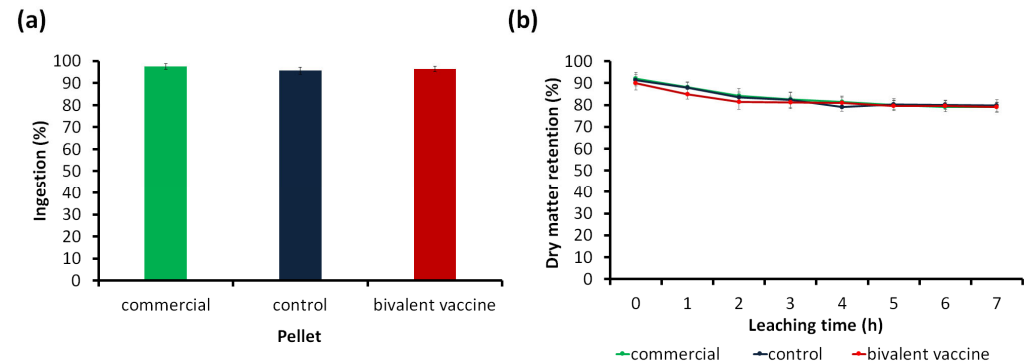 (a)
Ingestion (%)
100
90
80
70
60
50
40
30
20
10
0
commercial control bivalent vaccine
Pellet
(b)
Dry matter retention (%)
100
90
80
70
60
50
40
30
20
10
0
0 1 2 3 4 5 6 7
Leaching time (h)
commercial control bivalent vaccine